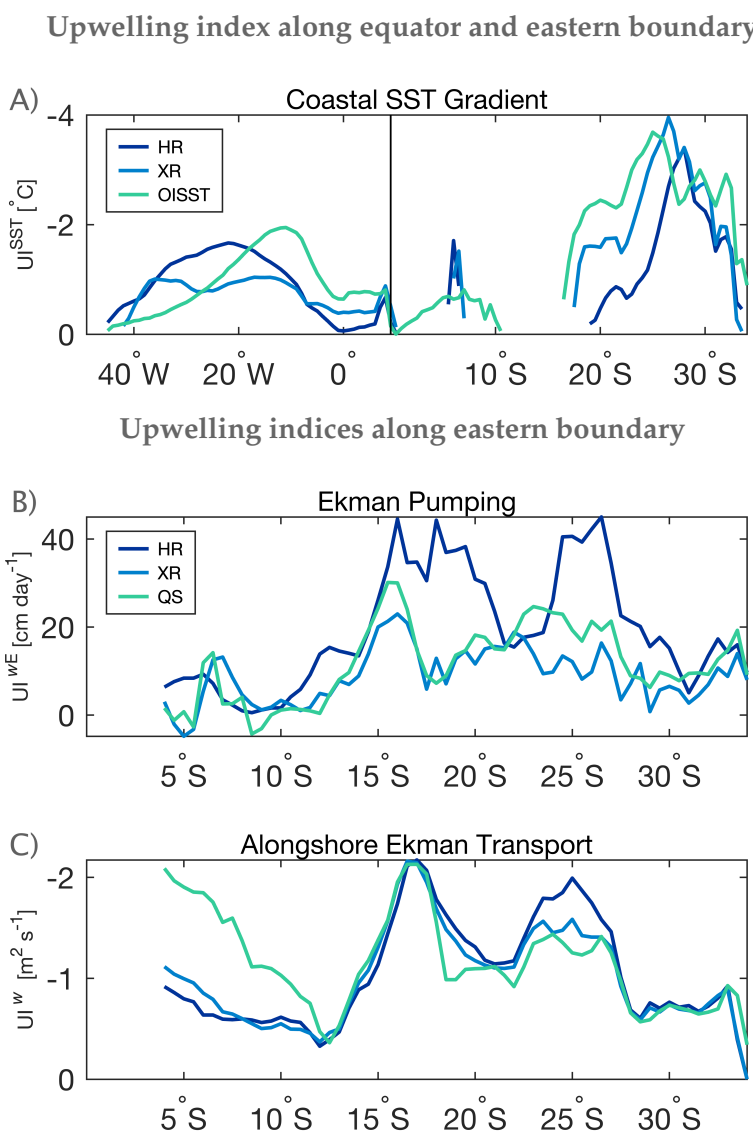 Upwelling index along equator and eastern boundary
A)
Coastal SST Gradient
-4
-2
0
UI^SST [°C]
HR
XR
OISST
40°W 20°W 0° 10°S 20°S 30°S
Upwelling indices along eastern boundary
B)
Ekman Pumping
40
20
0
UI^wE [cm day⁻¹]
HR
XR
QS
5°S 10°S 15°S 20°S 25°S 30°S
C)
Alongshore Ekman Transport
-2
-1
0
UI^w [m² s⁻¹]
5°S 10°S 15°S 20°S 25°S 30°S